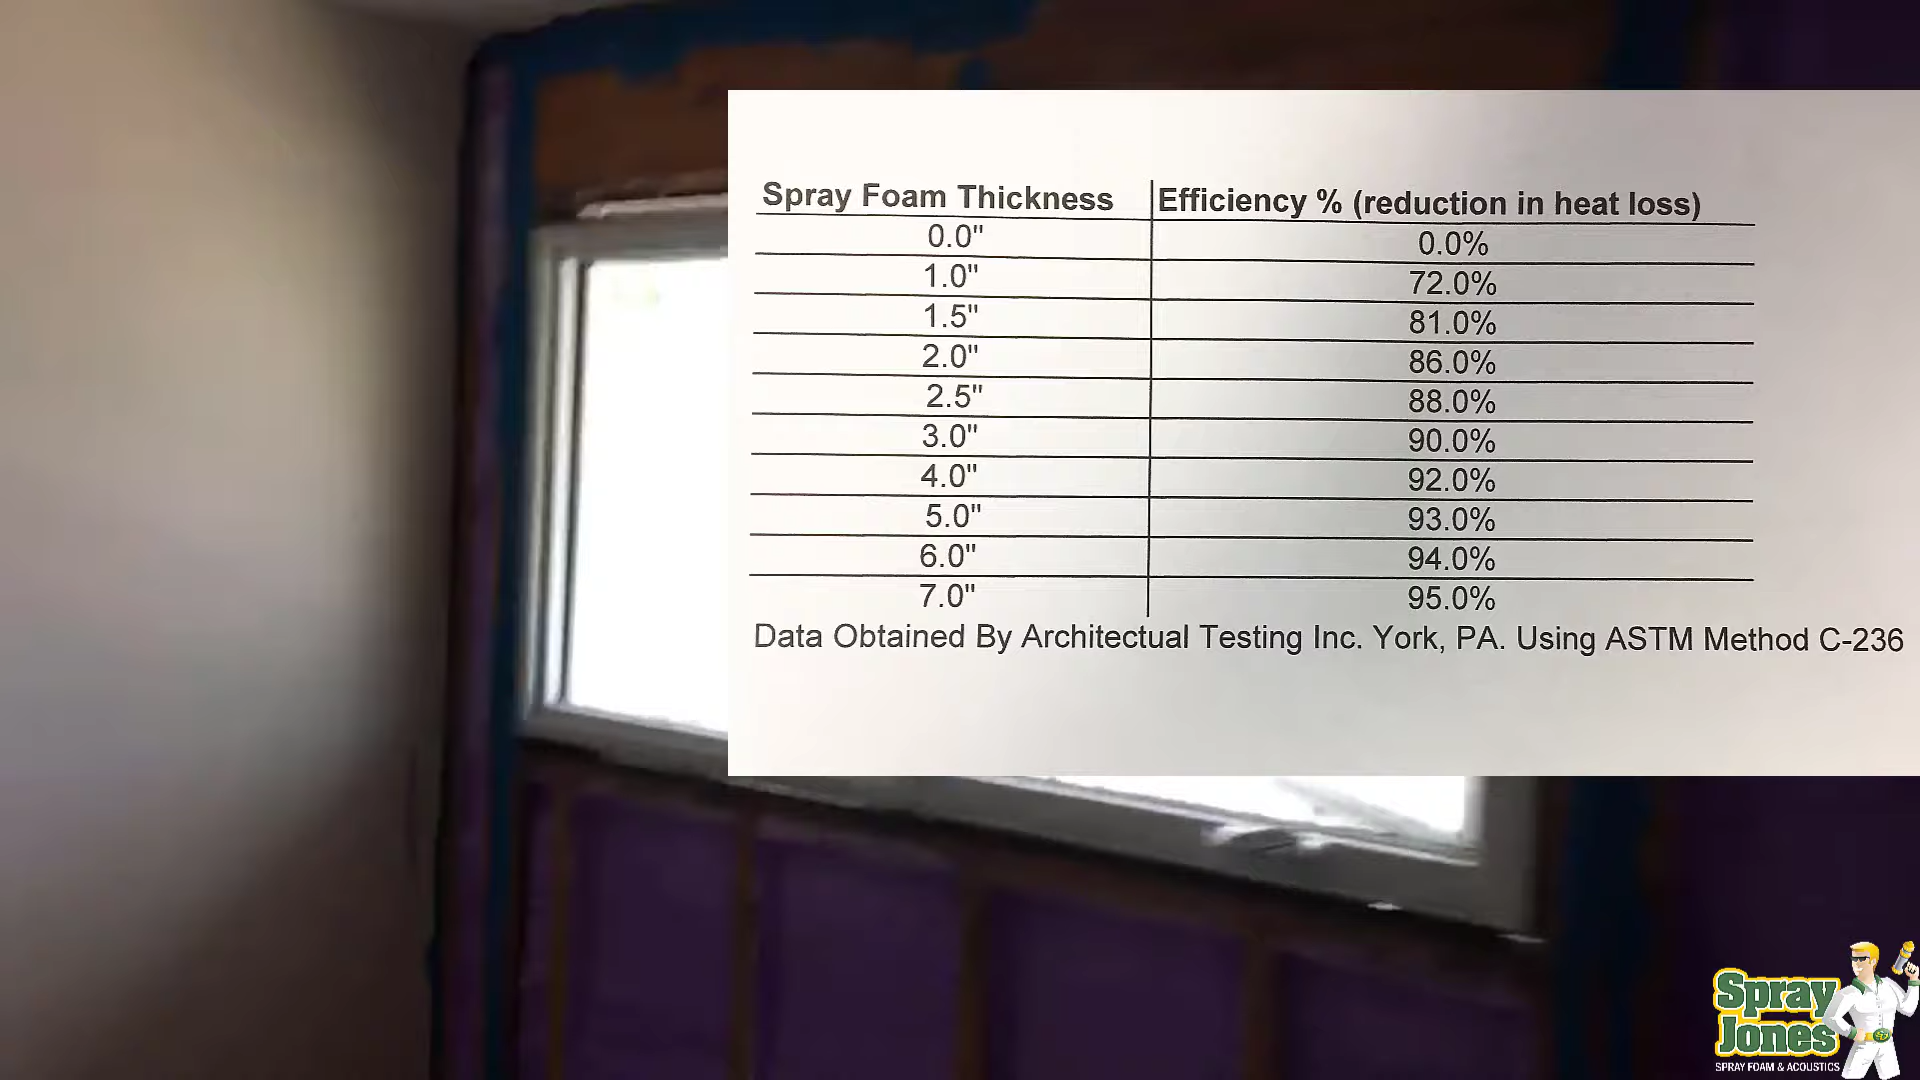 Spray Foam Thickness Efficiency % (reduction in heat loss)
0.0" 0.0%
1.0" 72.0%
1.5" 81.0%
2.0" 86.0%
2.5" 88.0%
3.0" 90.0%
4.0" 92.0%
5.0" 93.0%
6.0" 94.0%
7.0" 95.0%
Data Obtained By Architectual Testing Inc. York, PA. Using ASTM Method C-236
Spray
Jones
SPRAY FOAM & ACOUSTICS